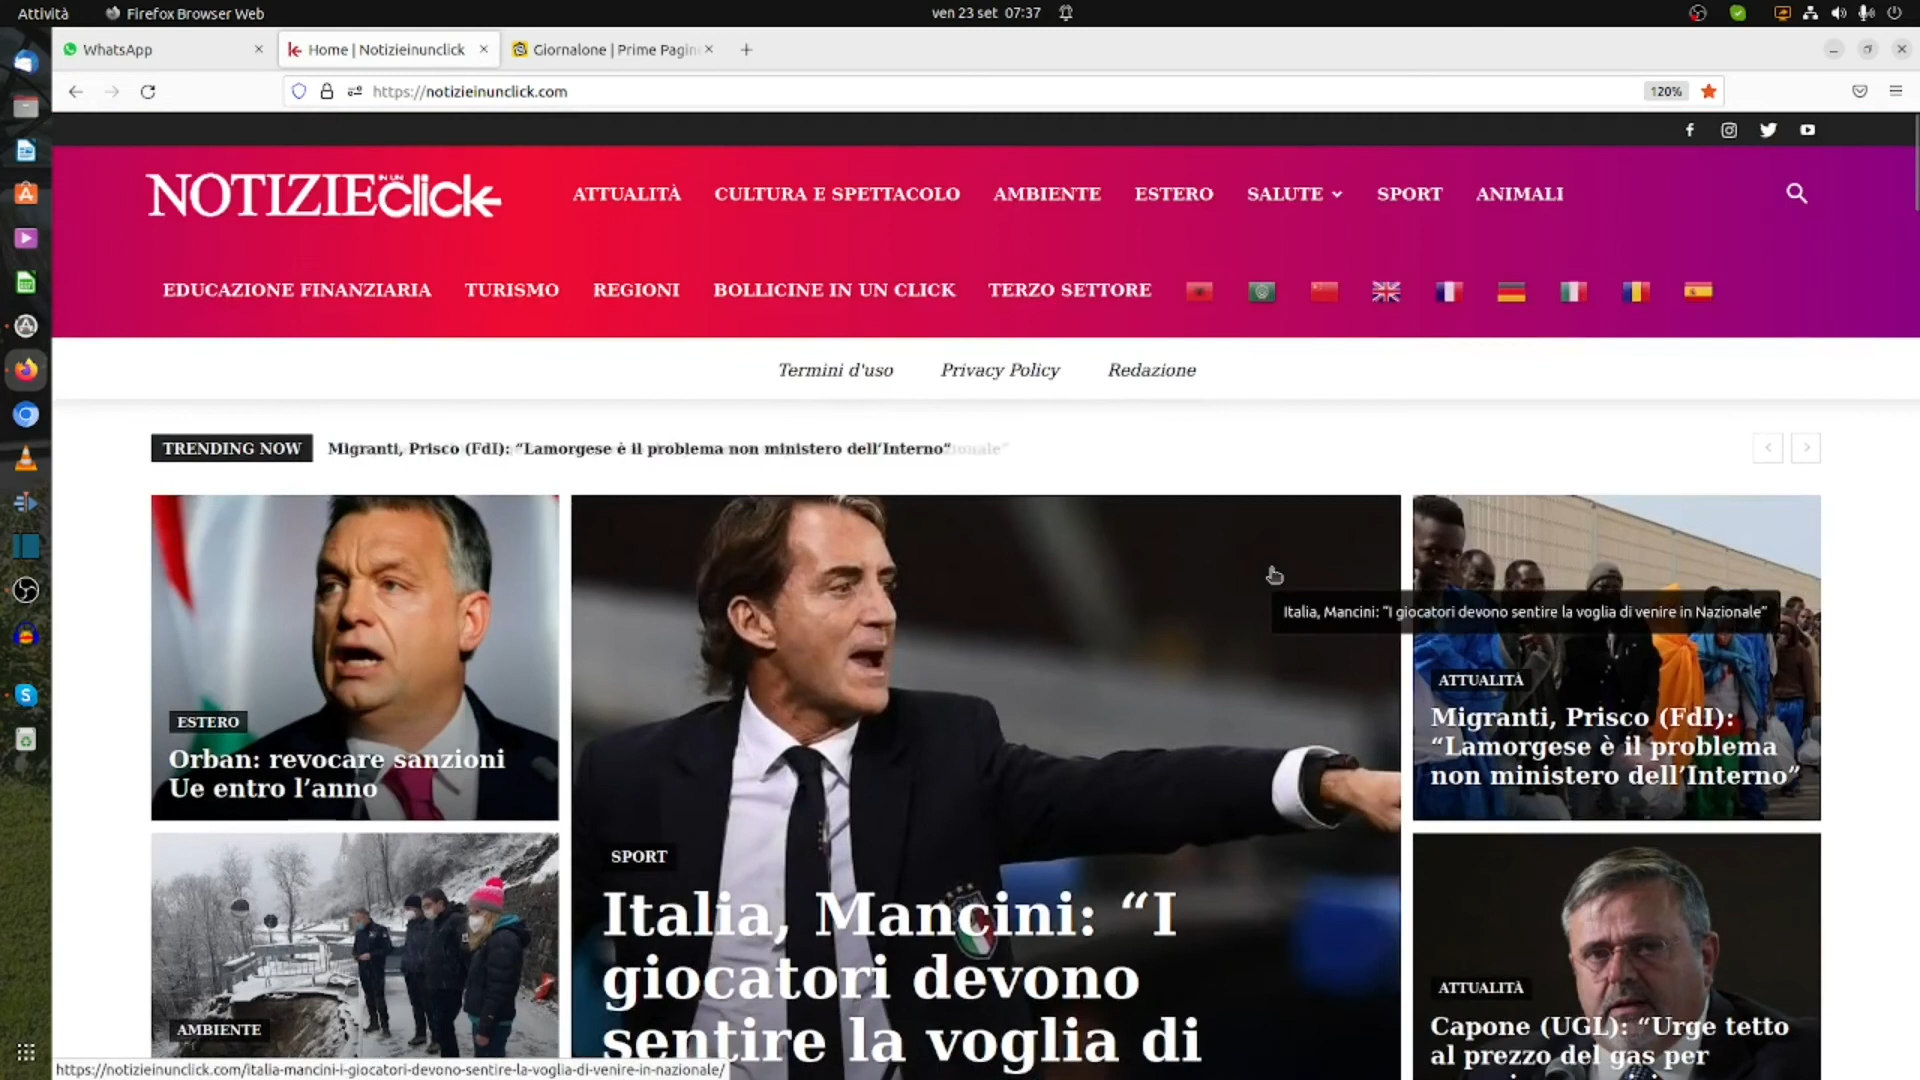 Attività
Firefox Browser Web
ven 23 set 07:37
WhatsApp
Home | Notizieinunclick
Giornalone | Prime Pagin
https://notizieinunclick.com
120%
NOTIZIE IN UN click
ATTUALITÀ
CULTURA E SPETTACOLO
AMBIENTE
ESTERO
SALUTE
SPORT
ANIMALI
EDUCAZIONE FINANZIARIA
TURISMO
REGIONI
BOLLICINE IN UN CLICK
TERZO SETTORE
Termini d'uso
Privacy Policy
Redazione
TRENDING NOW
Migranti, Prisco (FdI): “Lamorgese è il problema non ministero dell’Interno”
Italia, Mancini: “I giocatori devono sentire la voglia di venire in Nazionale”
ESTERO
Orban: revocare sanzioni
Ue entro l’anno
ATTUALITÀ
Migranti, Prisco (FdI):
“Lamorgese è il problema
non ministero dell’Interno”
SPORT
Italia, Mancini: “I
giocatori devono
sentire la voglia di
AMBIENTE
ATTUALITÀ
Capone (UGL): “Urge tetto
al prezzo del gas per
https://notizieinunclick.com/italia-mancini-i-giocatori-devono-sentire-la-voglia-di-venire-in-nazionale/